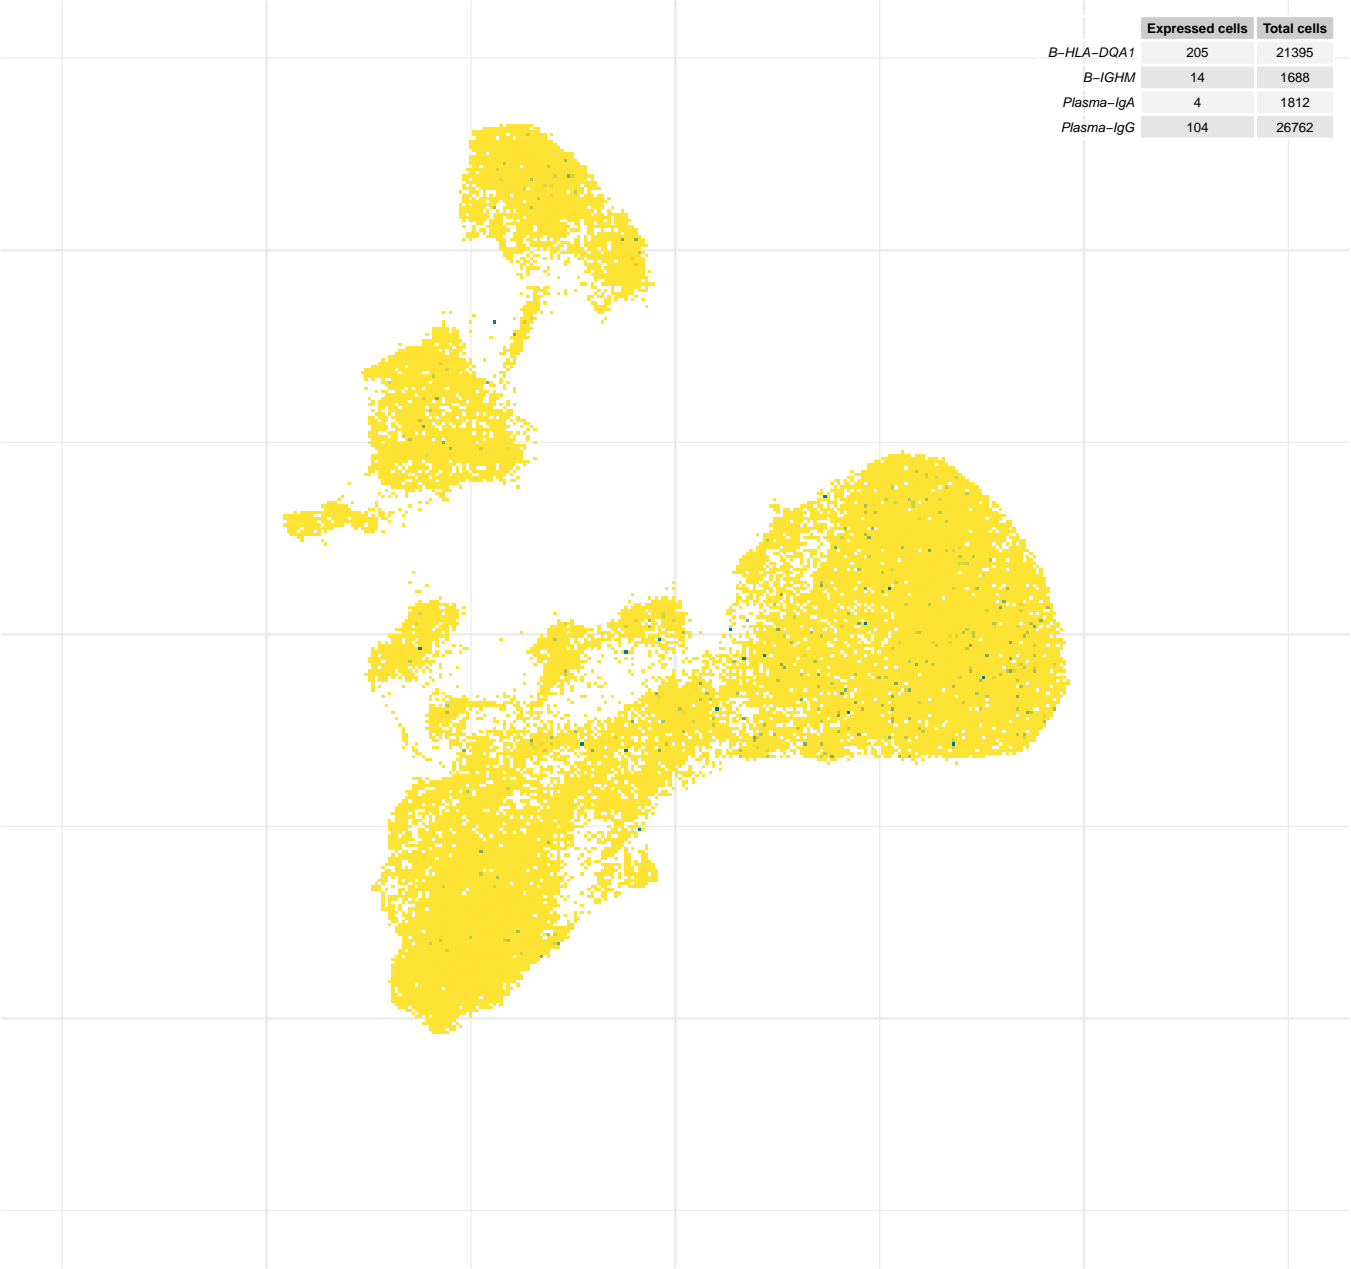 Expressed cells Total cells
B−HLA−DQA1 205 21395
B−IGHM 14 1688
Plasma−IgA 4 1812
Plasma−IgG 104 26762